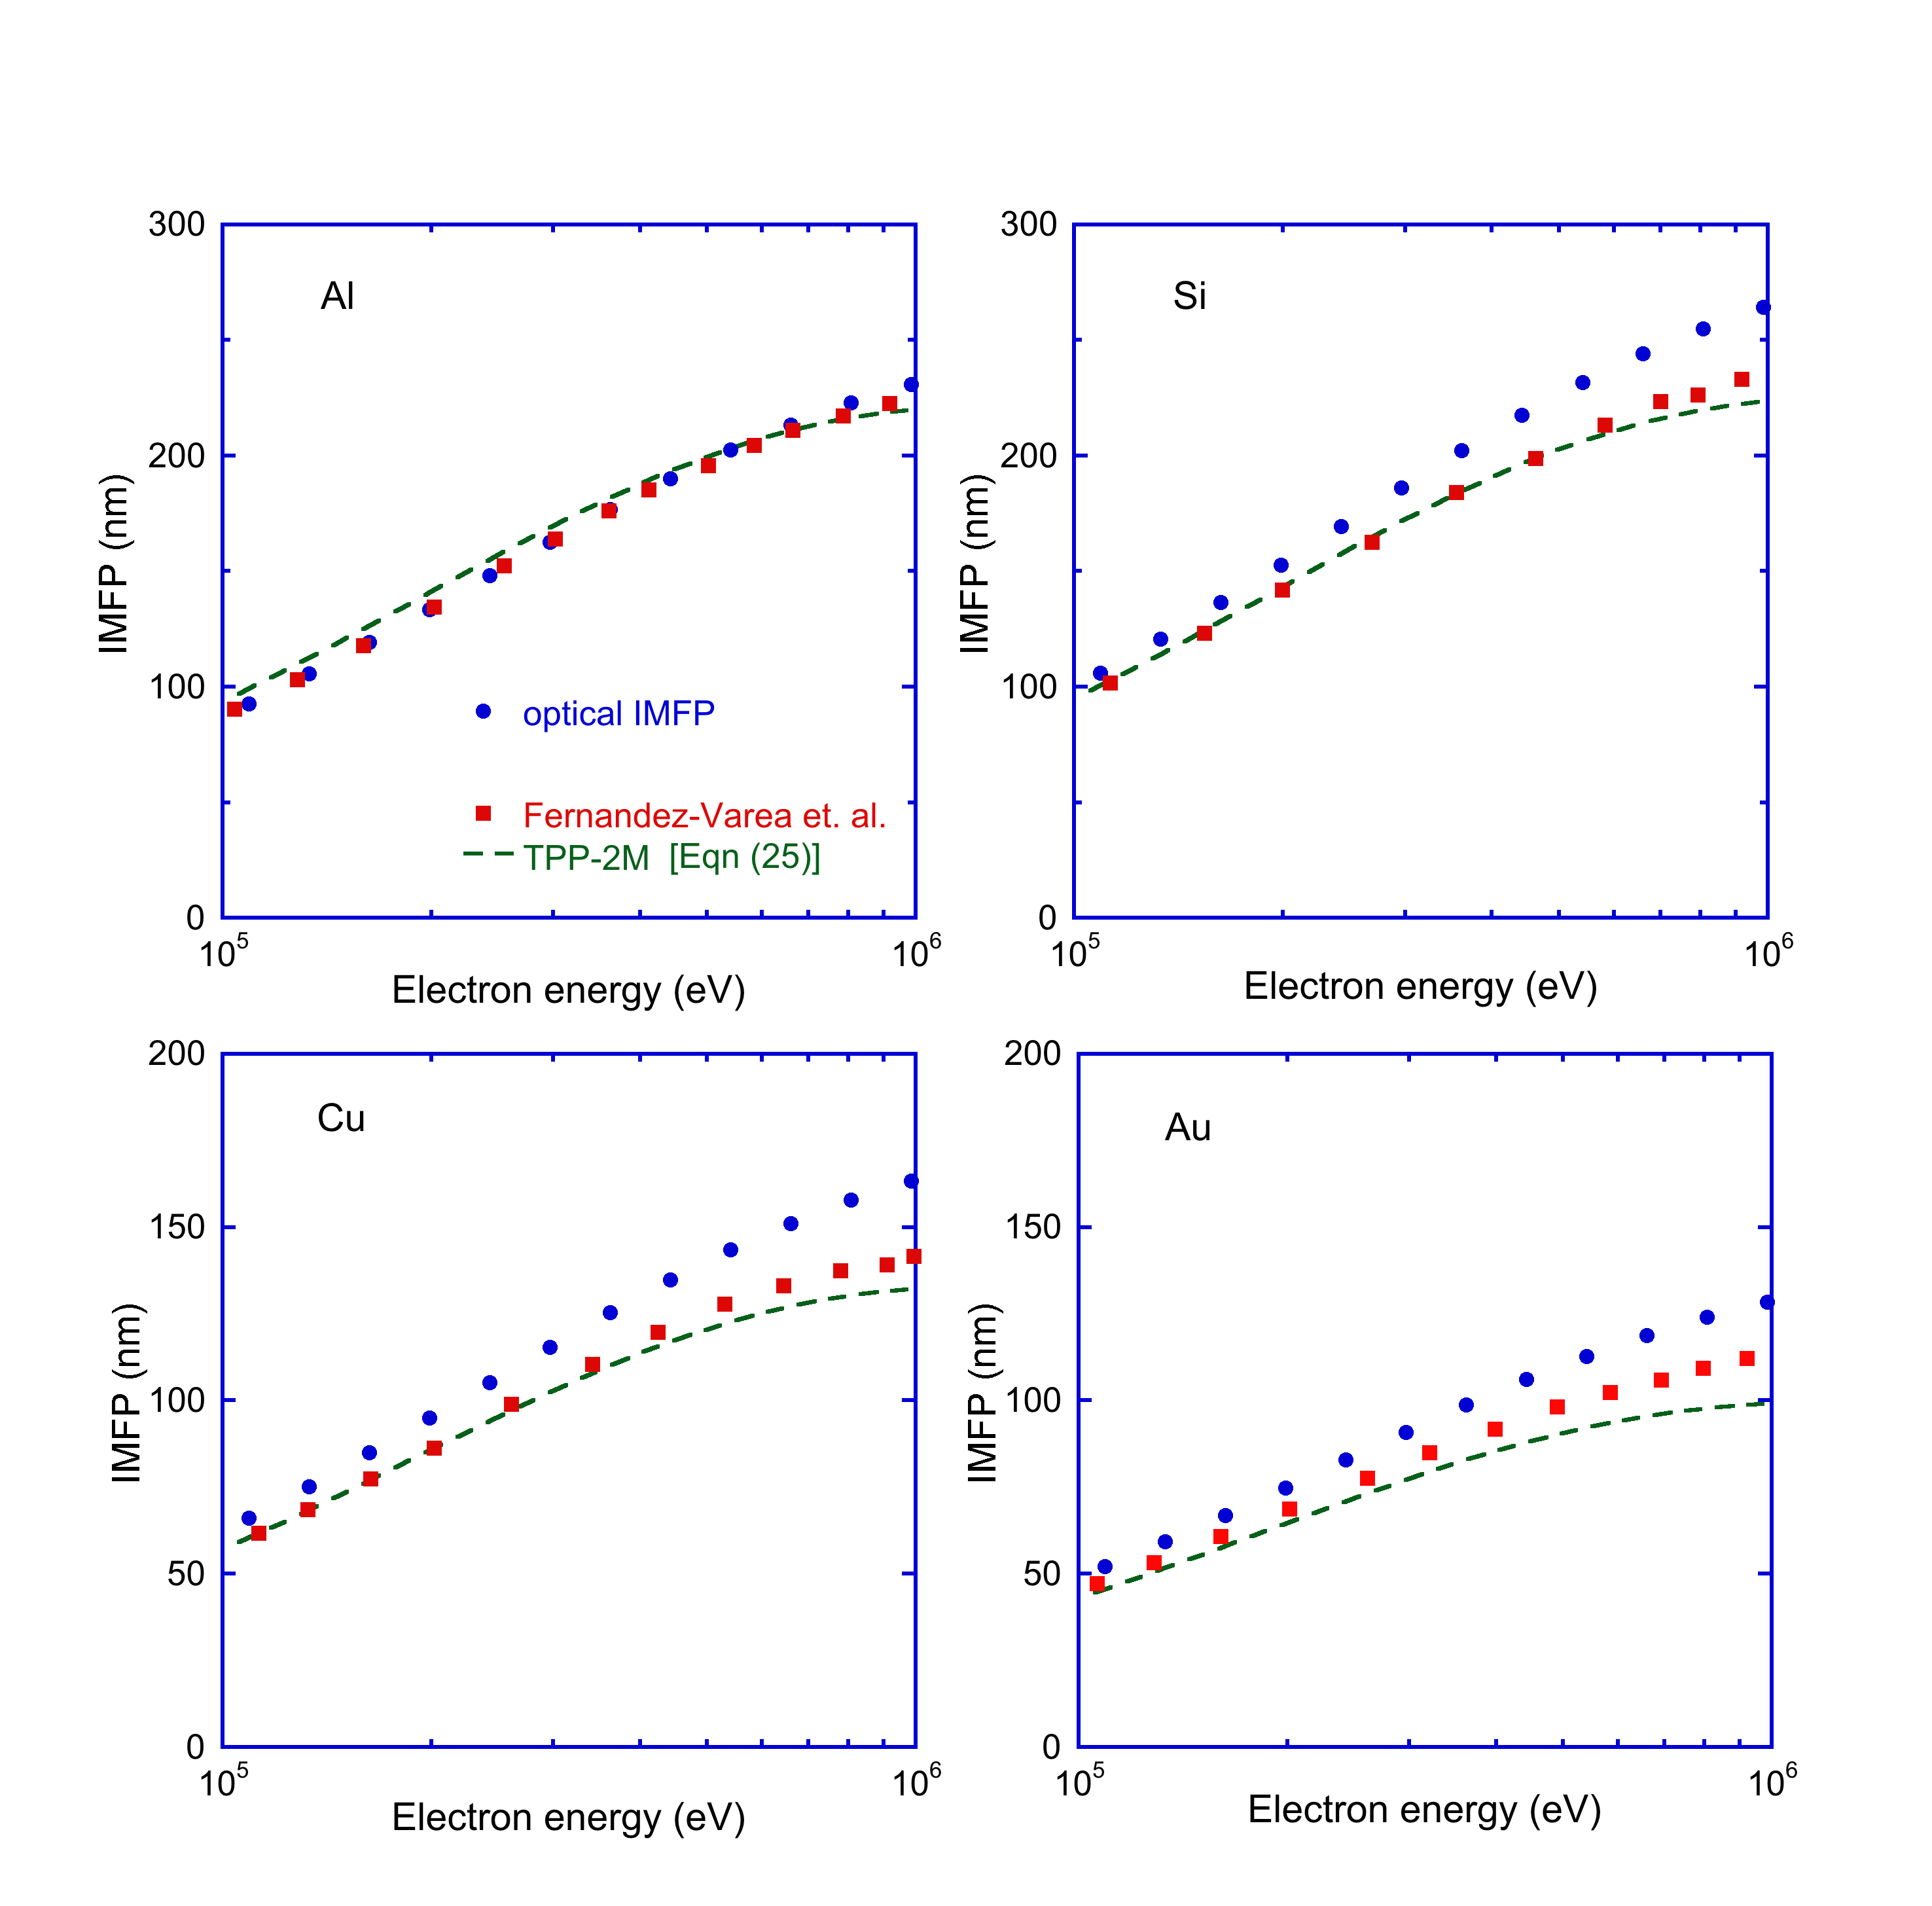 300
200
100
0
Al
IMFP (nm)
optical IMFP
Fernandez-Varea et. al.
TPP-2M [Eqn (25)]
10^5
10^6
Electron energy (eV)
300
200
100
0
Si
IMFP (nm)
10^5
10^6
Electron energy (eV)
200
150
100
50
0
Cu
IMFP (nm)
10^5
10^6
Electron energy (eV)
200
150
100
50
0
Au
IMFP (nm)
10^5
10^6
Electron energy (eV)